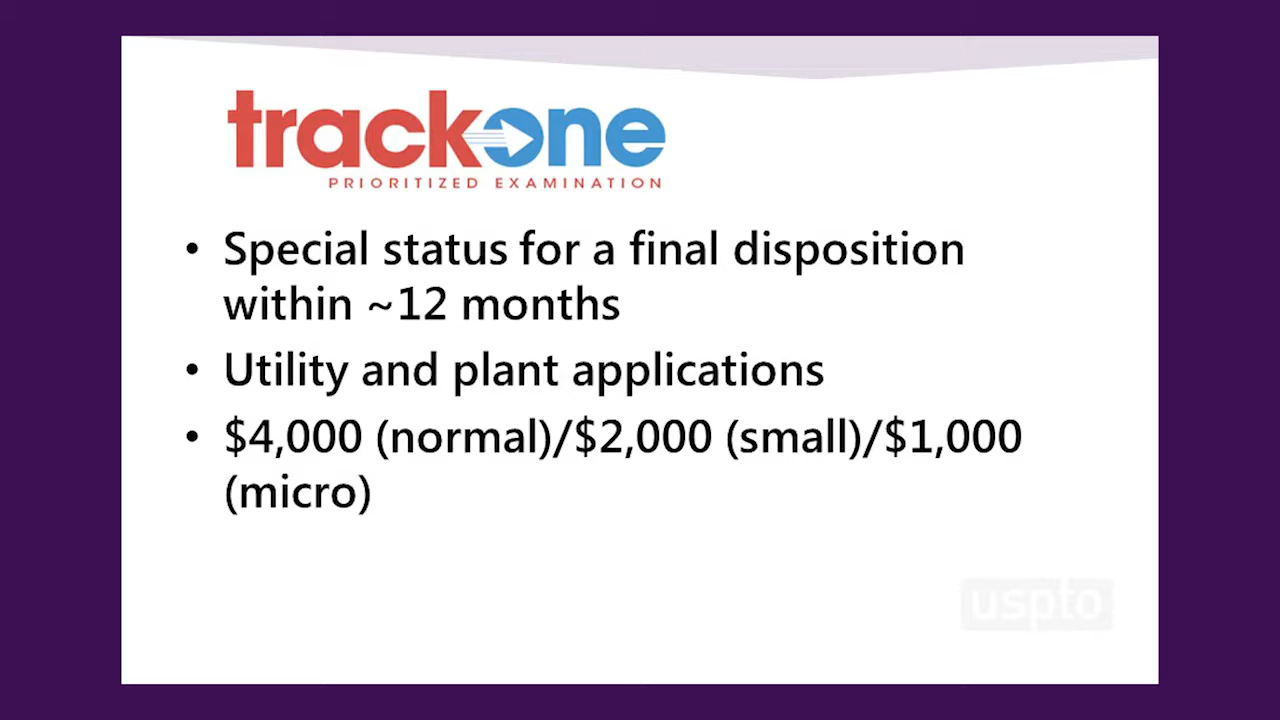 trackone
PRIORITIZED EXAMINATION
• Special status for a final disposition
within ~12 months
• Utility and plant applications
• $4,000 (normal)/$2,000 (small)/$1,000
(micro)
uspto